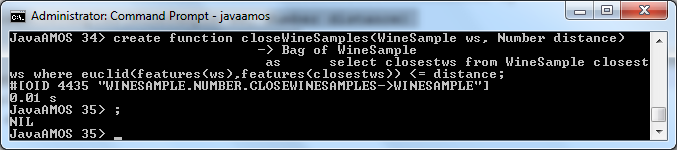 Administrator: Command Prompt - javaamos
JavaAMOS 34> create function closeWineSamples(WineSample ws, Number distance)
-> Bag of WineSample
as select closestws from WineSample closest
ws where euclid(features(ws),features(closestws)) <= distance;
#[OID 4435 "WINESAMPLE.NUMBER.CLOSEWINESAMPLES->WINESAMPLE"]
0.01 s
JavaAMOS 35> ;
NIL
JavaAMOS 35> _